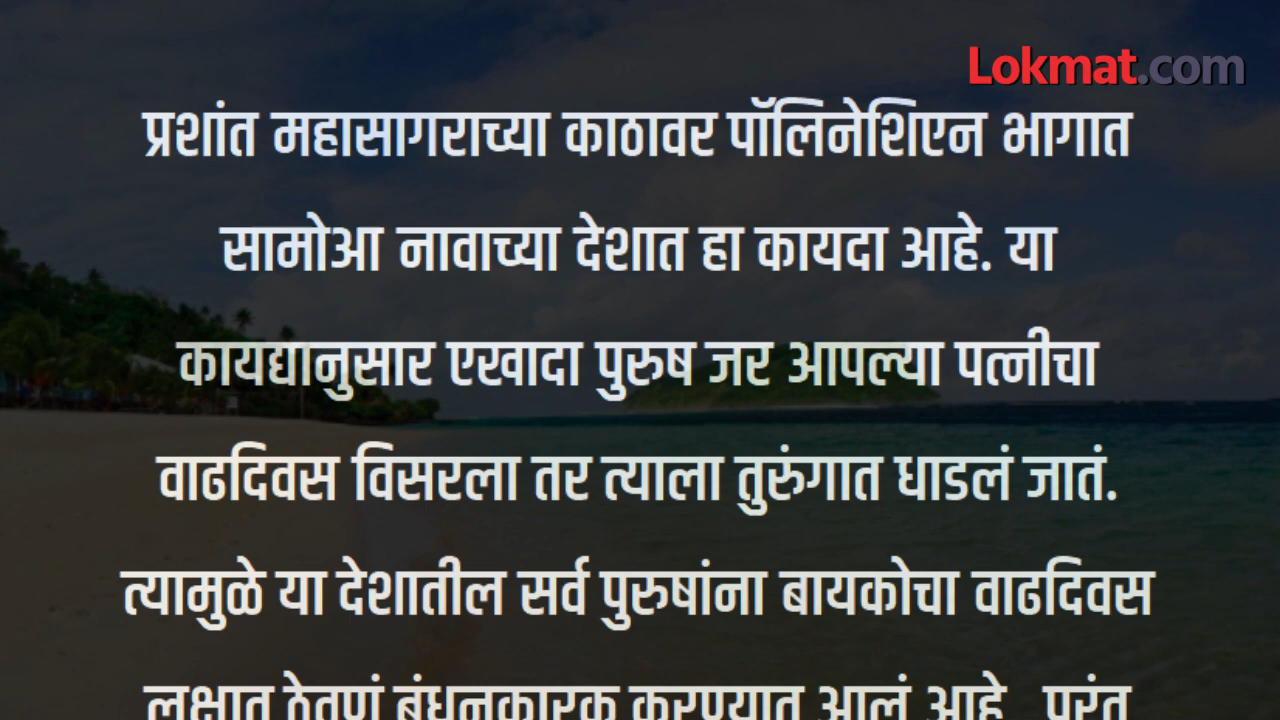 Lokmat.com
प्रशांत महासागराच्या काठावर पॉलिनेशिएन भागात
सामोआ नावाच्या देशात हा कायदा आहे. या
कायद्यानुसार एखादा पुरुष जर आपल्या पत्नीचा
वाढदिवस विसरला तर त्याला तुरुंगात धाडलं जातं.
त्यामुळे या देशातील सर्व पुरुषांना बायकोचा वाढदिवस
लक्षात ठेवणं बंधनकारक करण्यात आलं आहे. परंतु